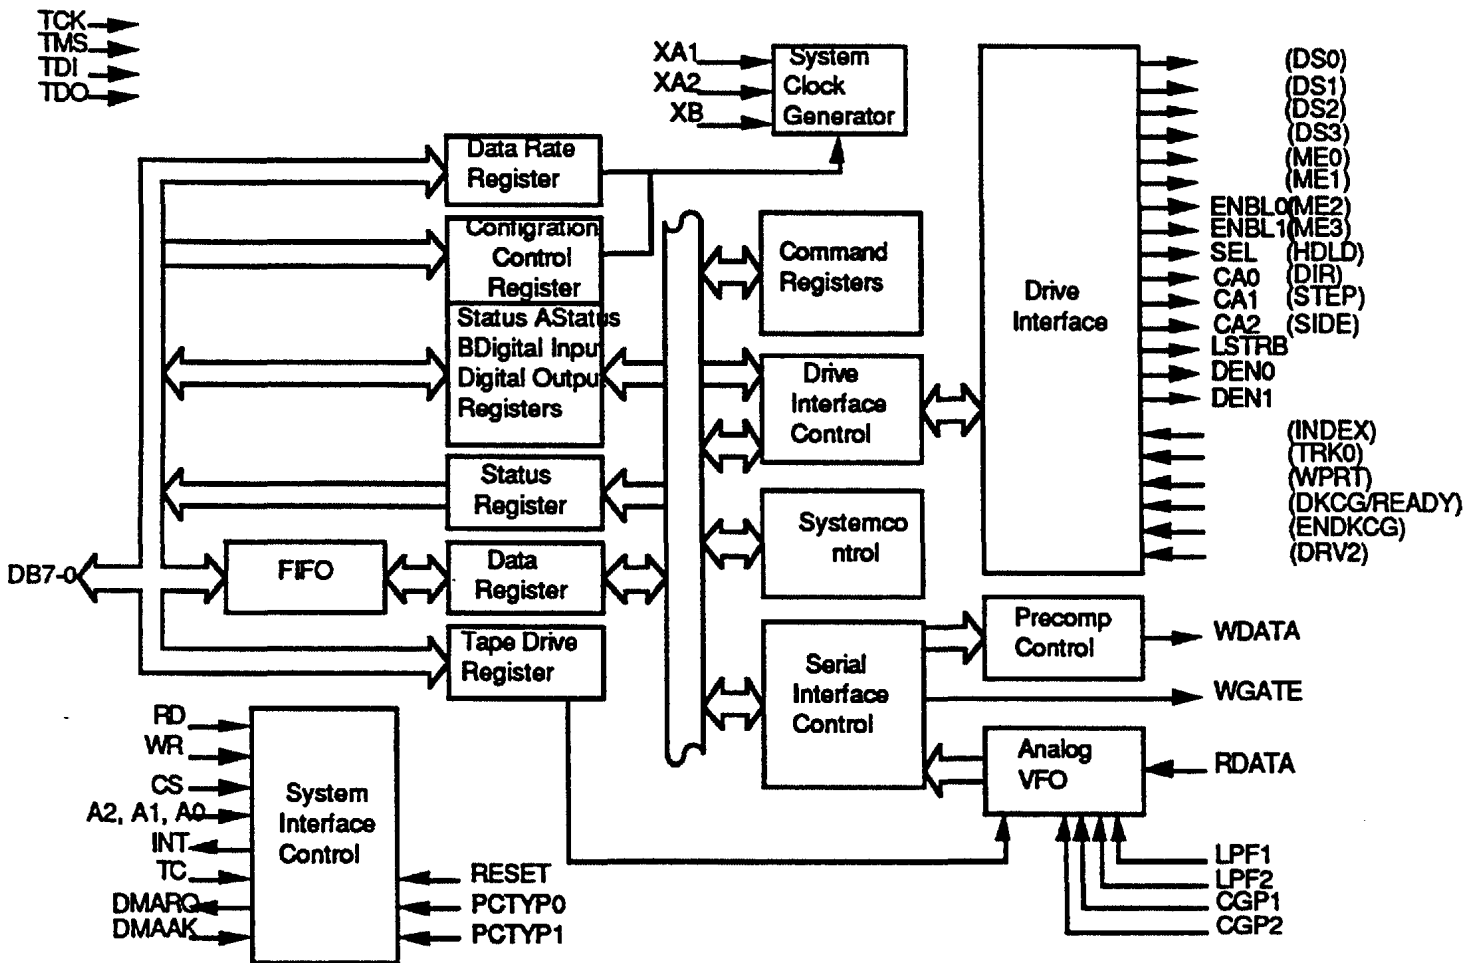 TCK
TMS
TDI
TDO
XA1
XA2
XB
System
Clock
Generator
Data Rate
Register
Configration
Control
Register
Status AStatus
BDigital Input
Digital Outpu
Registers
Status
Register
DB7-0
FIFO
Data
Register
Tape Drive
Register
Command
Registers
Drive
Interface
Control
Systemco
ntrol
Serial
Interface
Control
Drive
Interface
(DS0)
(DS1)
(DS2)
(DS3)
(ME0)
(ME1)
ENBL0(ME2)
ENBL1(ME3)
SEL (HDLD)
CA0 (DIR)
CA1 (STEP)
CA2 (SIDE)
LSTRB
DEN0
DEN1
(INDEX)
(TRK0)
(WPRT)
(DKCG/READY)
(ENDKCG)
(DRV2)
Precomp
Control
WDATA
WGATE
Analog
VFO
RDATA
LPF1
LPF2
CGP1
CGP2
RD
WR
CS
A2, A1, A0
INT
TC
DMARQ
DMAAK
System
Interface
Control
RESET
PCTYP0
PCTYP1